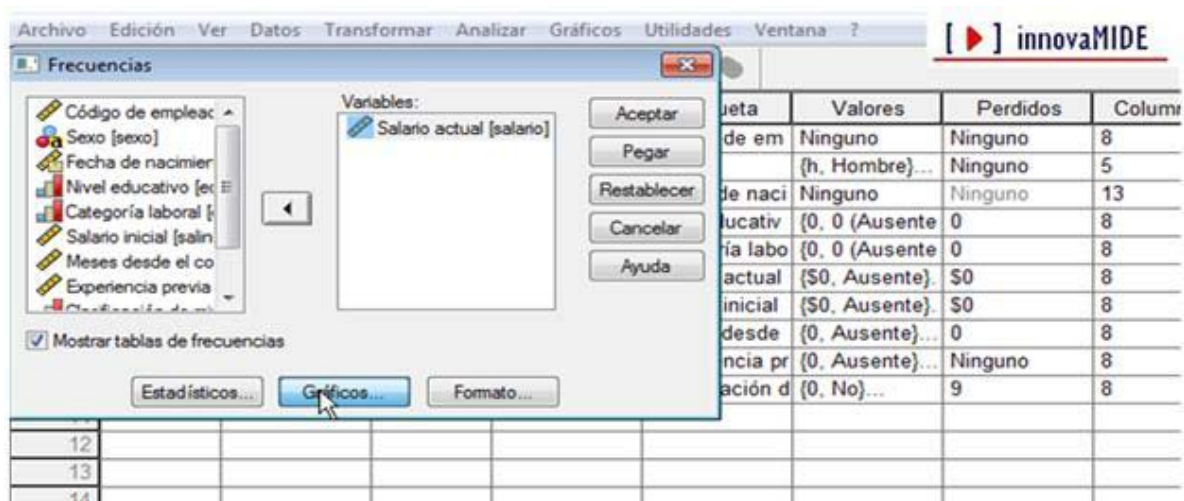 Archivo Edición Ver Datos Transformar Analizar Gráficos Utilidades Ventana ?
[ ] innovaMIDE
Frecuencias
Código de empleac
Sexo [sexo]
Fecha de nacimier
Nivel educativo [ec
Categoría laboral [
Salario inicial [salin
Meses desde el co
Experiencia previa
Variables:
Salario actual [salario]
Aceptar
Pegar
Restablecer
Cancelar
Ayuda
Mostrar tablas de frecuencias
Estadísticos...
Gráficos...
Formato...
ueta Valores Perdidos Column
de em Ninguno Ninguno 8
{h, Hombre}... Ninguno 5
de naci Ninguno Ninguno 13
ducativ {0, 0 (Ausente 0 8
ría labo {0, 0 (Ausente 0 8
actual {$0, Ausente}. $0 8
inicial {$0, Ausente}. $0 8
desde {0, Ausente}... 0 8
ncia pr {0, Ausente}... Ninguno 8
ación d {0, No}... 9 8
12
13
14